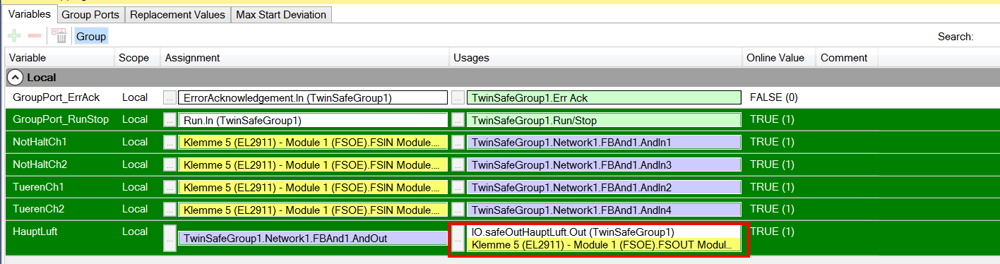 Variables Group Ports Replacement Values Max Start Deviation
Group Search:
Variable Scope Assignment Usages Online Value Comment
Local
GroupPort_ErrAck Local ... ErrorAcknowledgement.In (TwinSafeGroup1) ... TwinSafeGroup1.Err Ack FALSE (0)
GroupPort_RunStop Local ... Run.In (TwinSafeGroup1) ... TwinSafeGroup1.Run/Stop TRUE (1)
NotHaltCh1 Local ... Klemme 5 (EL2911) - Module 1 (FSOE).FSIN Module.... ... TwinSafeGroup1.Network1.FBAnd1.AndIn1 TRUE (1)
NotHaltCh2 Local ... Klemme 5 (EL2911) - Module 1 (FSOE).FSIN Module.... ... TwinSafeGroup1.Network1.FBAnd1.AndIn3 TRUE (1)
TuerenCh1 Local ... Klemme 5 (EL2911) - Module 1 (FSOE).FSIN Module.... ... TwinSafeGroup1.Network1.FBAnd1.AndIn2 TRUE (1)
TuerenCh2 Local ... Klemme 5 (EL2911) - Module 1 (FSOE).FSIN Module.... ... TwinSafeGroup1.Network1.FBAnd1.AndIn4 TRUE (1)
HauptLuft Local ... TwinSafeGroup1.Network1.FBAnd1.AndOut ... IO.safeOutHauptLuft.Out (TwinSafeGroup1) TRUE (1)
Klemme 5 (EL2911) - Module 1 (FSOE).FSOUT Modul...